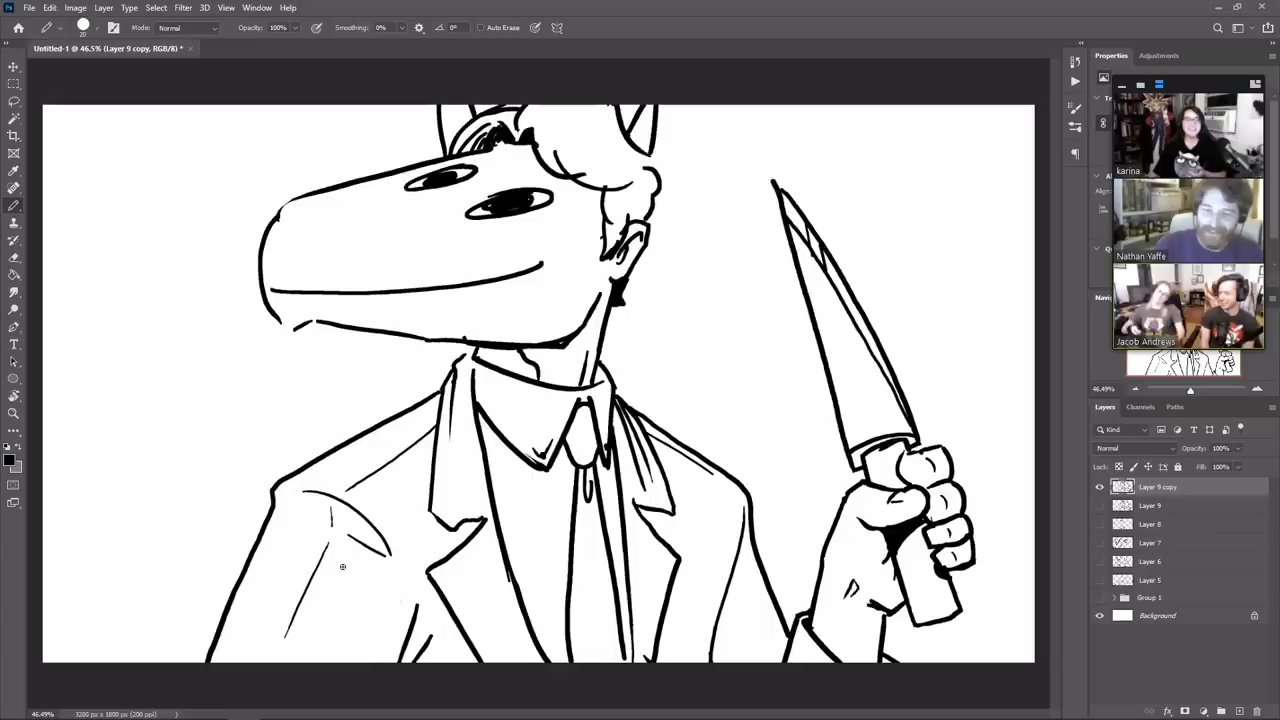 Ps File Edit Image Layer Type Select Filter 3D View Window Help
20 Mode: Normal Opacity: 100% Smoothing: 0% 0° Auto Erase
Untitled-1 @ 46.5% (Layer 9 copy, RGB/8) *
Properties Adjustments
karina
Nathan Yaffe
Jacob Andrews
46.49%
Layers Channels Paths
Kind
Normal Opacity: 100%
Lock: Fill: 100%
Layer 9 copy
Layer 9
Layer 8
Layer 7
Layer 6
Layer 5
Group 1
Background
46.49% 3200 px x 1800 px (200 ppi)